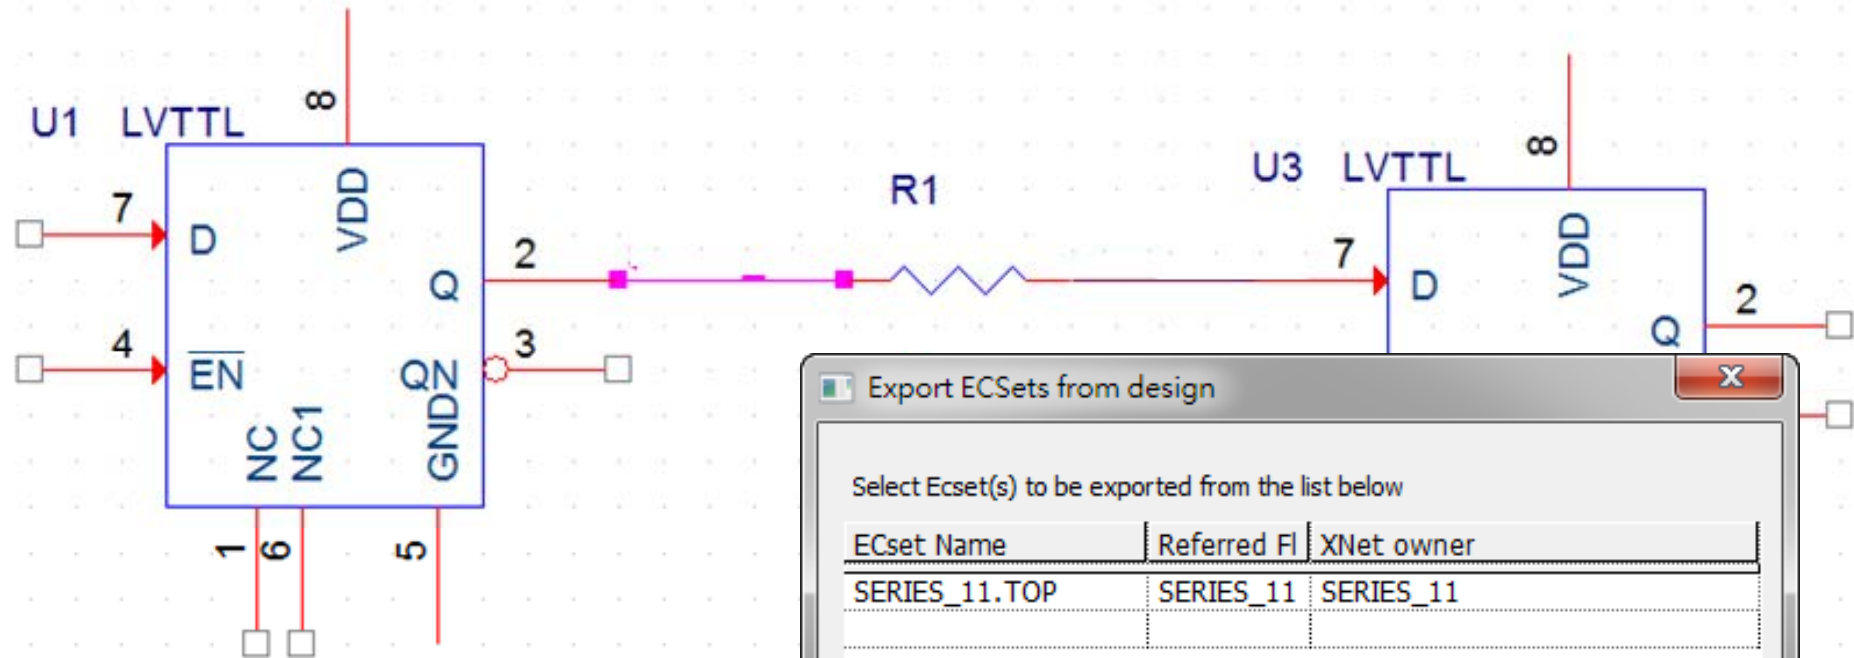 8
U1 LVTTL
8
U3 LVTTL
R1
7
D
VDD
2
Q
7
D
VDD
2
Q
4
EN
QN
3
NC
NC1
GND2
1
6
5
Export ECSets from design
X
Select Ecset(s) to be exported from the list below
ECset Name Referred Fl XNet owner
SERIES_11.TOP SERIES_11 SERIES_11